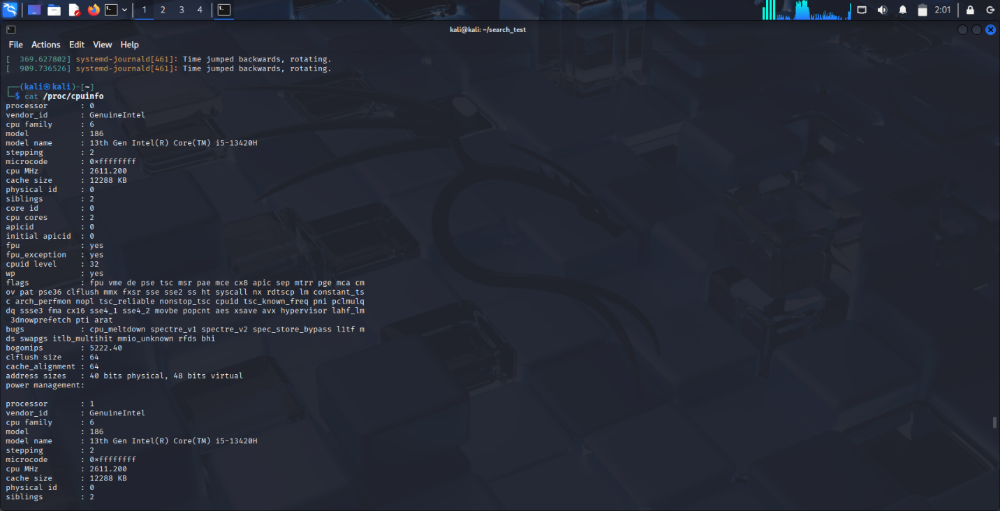 1 2 3 4 2:01
kali@kali: ~/search_test
File Actions Edit View Help
[  369.627802] systemd-journald[461]: Time jumped backwards, rotating.
[  909.736526] systemd-journald[461]: Time jumped backwards, rotating.
┌──(kali㉿kali)-[~]
└─$ cat /proc/cpuinfo
processor       : 0
vendor_id       : GenuineIntel
cpu family      : 6
model           : 186
model name      : 13th Gen Intel(R) Core(TM) i5-13420H
stepping        : 2
microcode       : 0xffffffff
cpu MHz         : 2611.200
cache size      : 12288 KB
physical id     : 0
siblings        : 2
core id         : 0
cpu cores       : 2
apicid          : 0
initial apicid  : 0
fpu             : yes
fpu_exception   : yes
cpuid level     : 32
wp              : yes
flags           : fpu vme de pse tsc msr pae mce cx8 apic sep mtrr pge mca cm
ov pat pse36 clflush mmx fxsr sse sse2 ss ht syscall nx rdtscp lm constant_ts
c arch_perfmon nopl tsc_reliable nonstop_tsc cpuid tsc_known_freq pni pclmulq
dq ssse3 fma cx16 sse4_1 sse4_2 movbe popcnt aes xsave avx hypervisor lahf_lm
 3dnowprefetch pti arat
bugs            : cpu_meltdown spectre_v1 spectre_v2 spec_store_bypass l1tf m
ds swapgs itlb_multihit mmio_unknown rfds bhi
bogomips        : 5222.40
clflush size    : 64
cache_alignment : 64
address sizes   : 40 bits physical, 48 bits virtual
power management:
processor       : 1
vendor_id       : GenuineIntel
cpu family      : 6
model           : 186
model name      : 13th Gen Intel(R) Core(TM) i5-13420H
stepping        : 2
microcode       : 0xffffffff
cpu MHz         : 2611.200
cache size      : 12288 KB
physical id     : 0
siblings        : 2